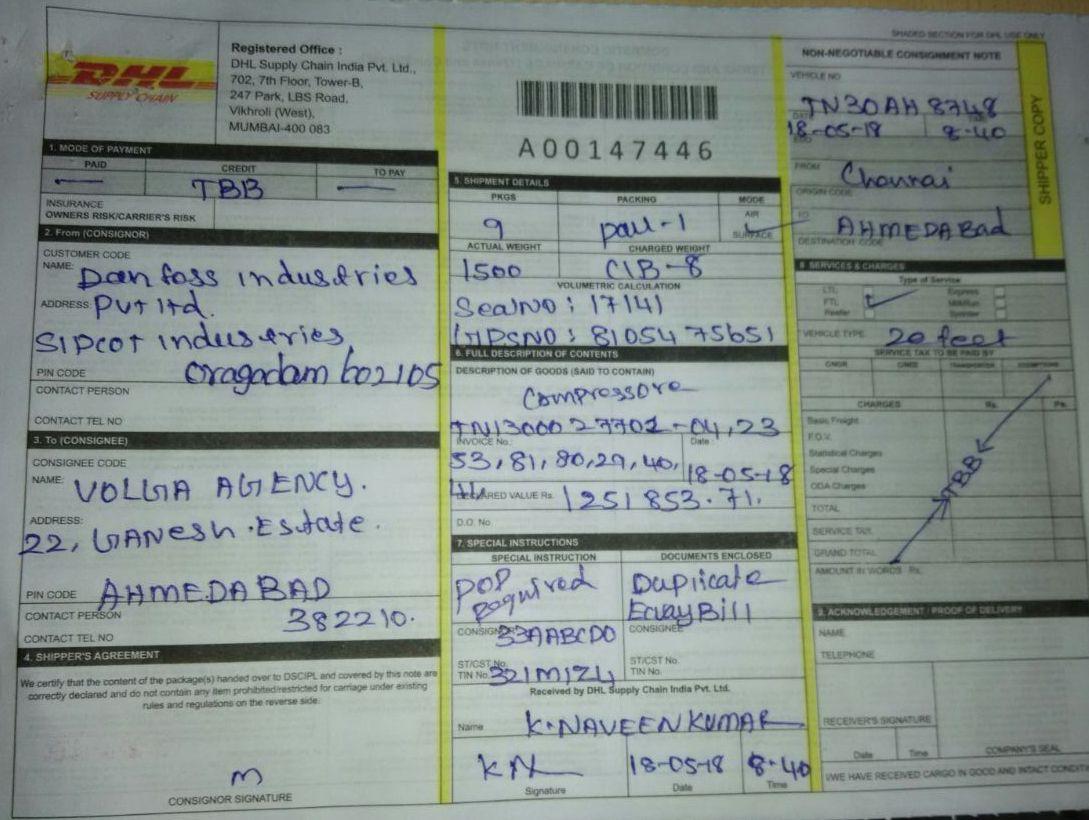 DHL
SUPPLY CHAIN
Registered Office :
DHL Supply Chain India Pvt. Ltd.,
702, 7th Floor, Tower-B,
247 Park, LBS Road,
Vikhroli (West),
MUMBAI-400 083
1. MODE OF PAYMENT
PAID CREDIT TO PAY
— TBB —
INSURANCE
OWNERS RISK/CARRIER'S RISK
2. From (CONSIGNOR)
CUSTOMER CODE
NAME: Danfoss industries
ADDRESS: Pvt ltd.
Sipcot industries,
PIN CODE oragadam 602105
CONTACT PERSON
CONTACT TEL NO
3. To (CONSIGNEE)
CONSIGNEE CODE
NAME: VOLGA AGENCY.
ADDRESS:
22, GANesh Estate.
PIN CODE AHMEDABAD
CONTACT PERSON 382210.
CONTACT TEL NO
4. SHIPPER'S AGREEMENT
We certify that the content of the package(s) handed over to DSCIPL and covered by this note are
correctly declared and do not contain any item prohibited/restricted for carriage under existing
rules and regulations on the reverse side.
CONSIGNOR SIGNATURE
A00147446
5. SHIPMENT DETAILS
PKGS PACKING MODE
9 AIR
SURFACE
ACTUAL WEIGHT CHARGED WEIGHT
1500 CIB-8
VOLUMETRIC CALCULATION
Seal NO : 17141
GPSNO : 8105475651
6. FULL DESCRIPTION OF CONTENTS
DESCRIPTION OF GOODS (SAID TO CONTAIN)
Compressore
TN13000 27702-04,23
INVOICE No.: Date :
53,81,80,29,40, 18-05-18
DECLARED VALUE Rs. 1251853.71.
D.O. No.
7. SPECIAL INSTRUCTIONS
SPECIAL INSTRUCTION DOCUMENTS ENCLOSED
POP Duplicate
Required EwayBill
CONSIGNOR 33AABCD0 CONSIGNEE
ST/CST No. ST/CST No.
TIN No. 321M1Z4 TIN No.
Received by DHL Supply Chain India Pvt. Ltd.
Name K.NAVEEN KUMAR
KN 18-05-18 8-40
Signature Date Time
SHADED SECTION FOR DHL USE ONLY
NON-NEGOTIABLE CONSIGNMENT NOTE
VEHICLE NO
TN30AH 8748
DATE
18-05-18 8-40
FROM Chennai
ORIGIN CODE
TO AHMEDABad
DESTINATION CODE
SHIPPER COPY
8 SERVICES & CHARGES
Type of Service
LTL Express
FTL
Reefer
VEHICLE TYPE 20 feet
SERVICE TAX TO BE PAID BY
CNOR CNEE TRANSPORTER
CHARGES Rs. Ps.
Basic Freight
F.O.V.
Statistical Charges
Special Charges
ODA Charges
TBB
TOTAL
SERVICE TAX
GRAND TOTAL
AMOUNT IN WORDS Rs.
9. ACKNOWLEDGEMENT / PROOF OF DELIVERY
NAME
TELEPHONE
RECEIVER'S SIGNATURE
Date Time COMPANY'S SEAL
I/WE HAVE RECEIVED CARGO IN GOOD AND INTACT CONDITI